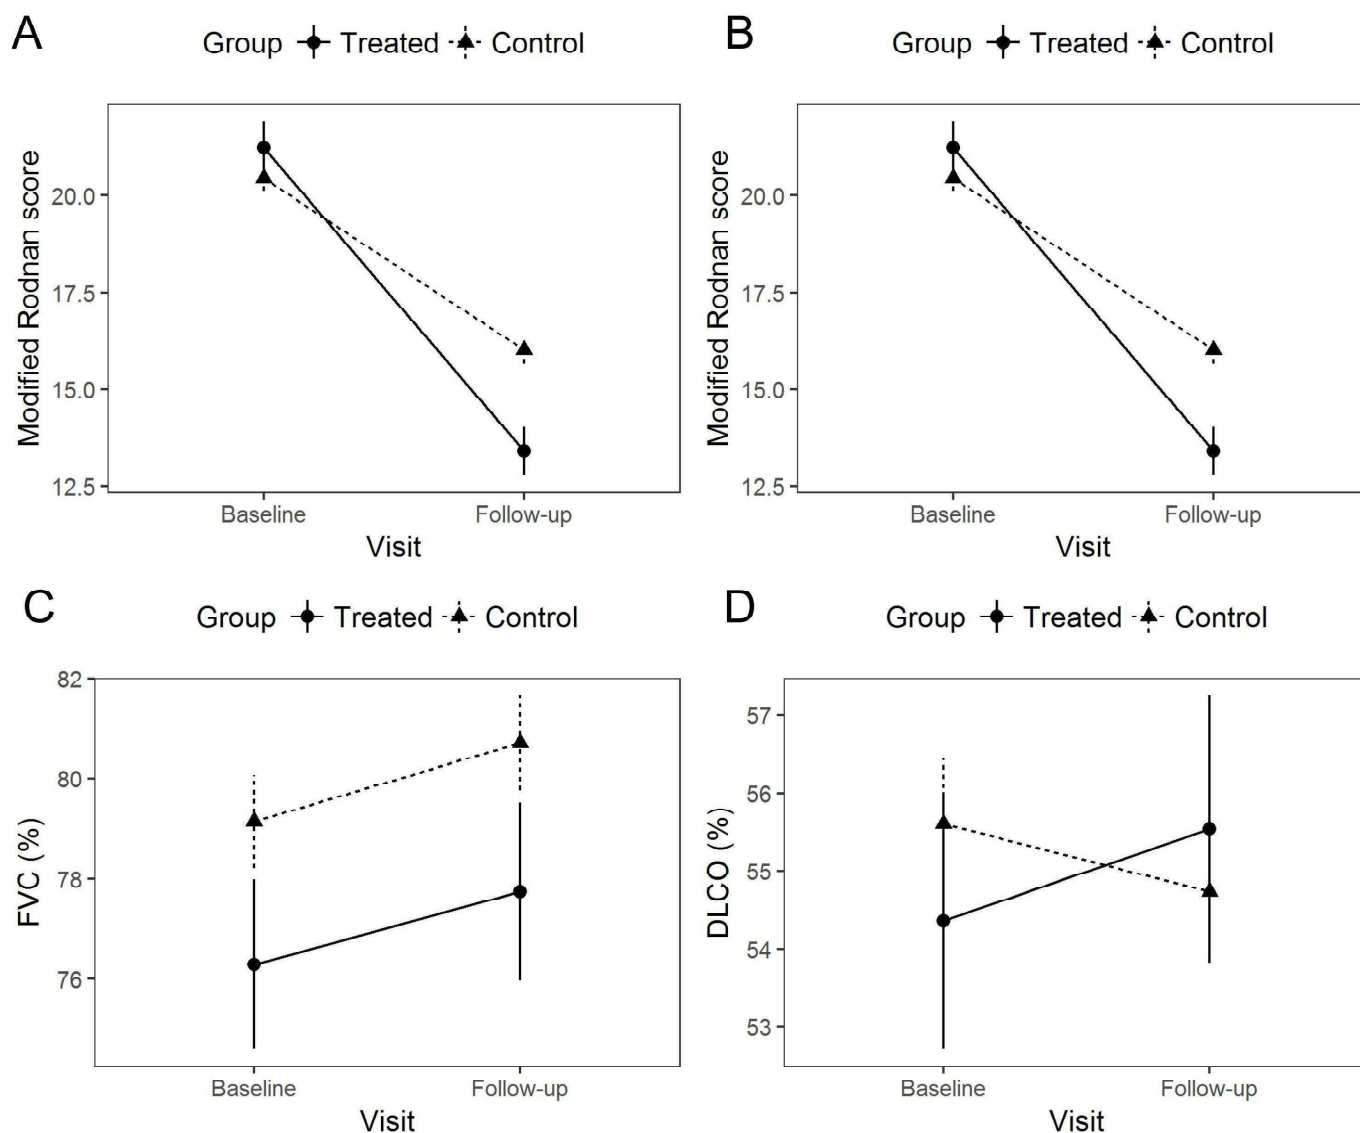 A
Group Treated Control
Modified Rodnan score
20.0
17.5
15.0
12.5
Baseline Follow-up
Visit
B
Group Treated Control
Modified Rodnan score
20.0
17.5
15.0
12.5
Baseline Follow-up
Visit
C
Group Treated Control
FVC (%)
82
80
78
76
Baseline Follow-up
Visit
D
Group Treated Control
DLCO (%)
57
56
55
54
53
Baseline Follow-up
Visit